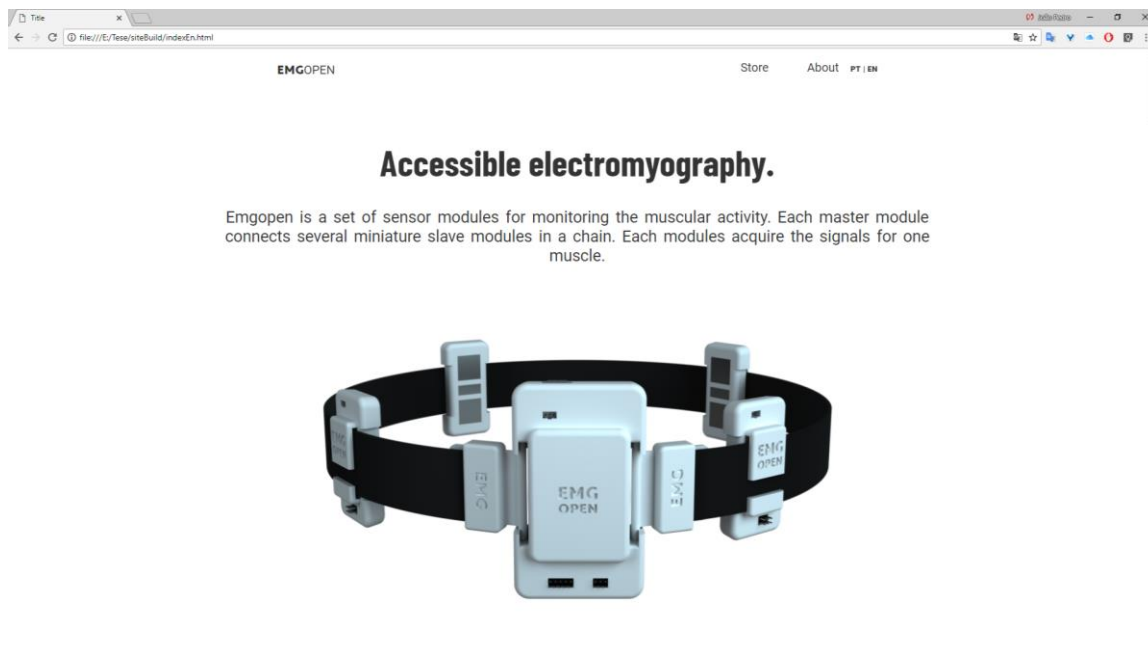 Title
file:///E:/Tese/siteBuild/indexEn.html
EMGOPEN
Store About PT | EN
Accessible electromyography.
Emgopen is a set of sensor modules for monitoring the muscular activity. Each master module
connects several miniature slave modules in a chain. Each modules acquire the signals for one
muscle.
EMG
OPEN
EMG
EMG
OPEN
EMG
EMG
OPEN